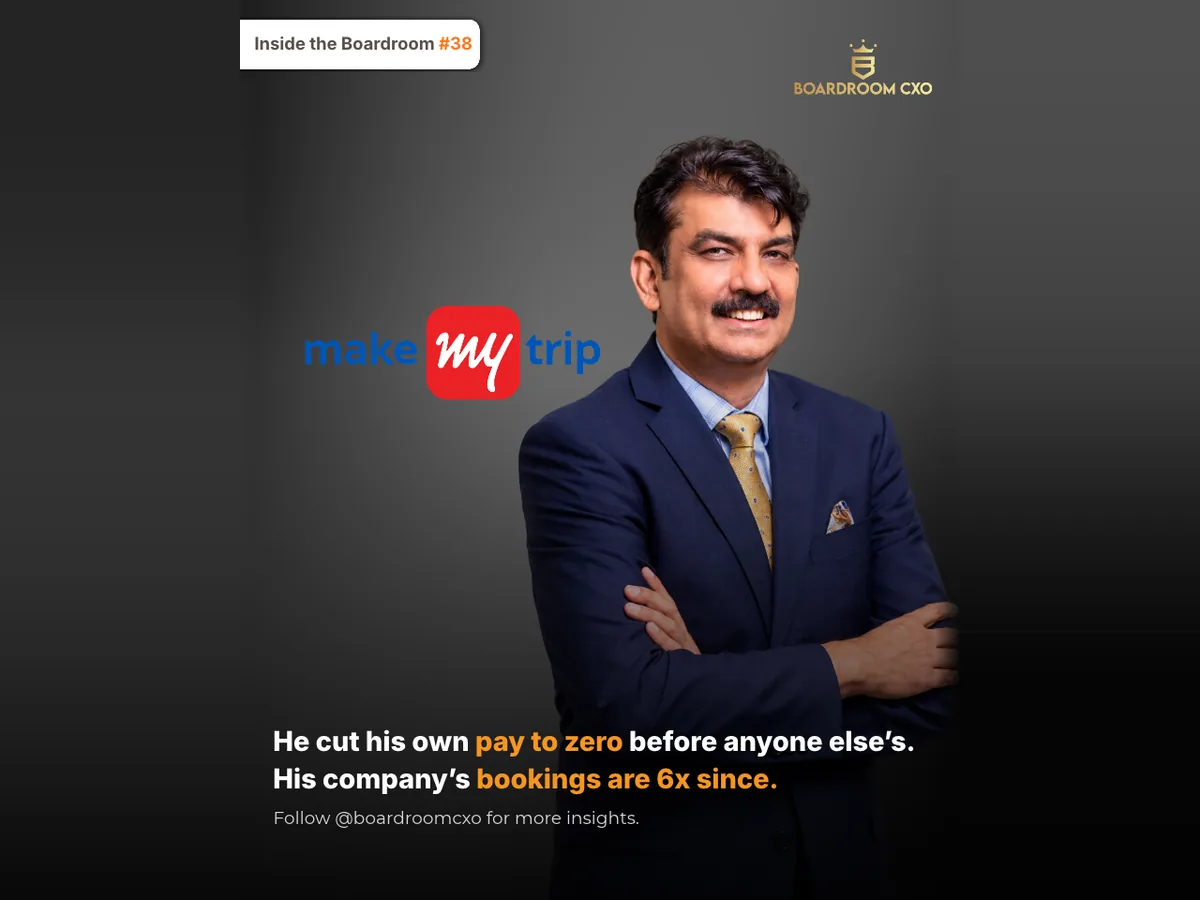 Inside the Boardroom #38
BOARDROOM CXO
make my trip
He cut his own pay to zero before anyone else’s.
His company’s bookings are 6x since.
Follow @boardroomcxo for more insights.